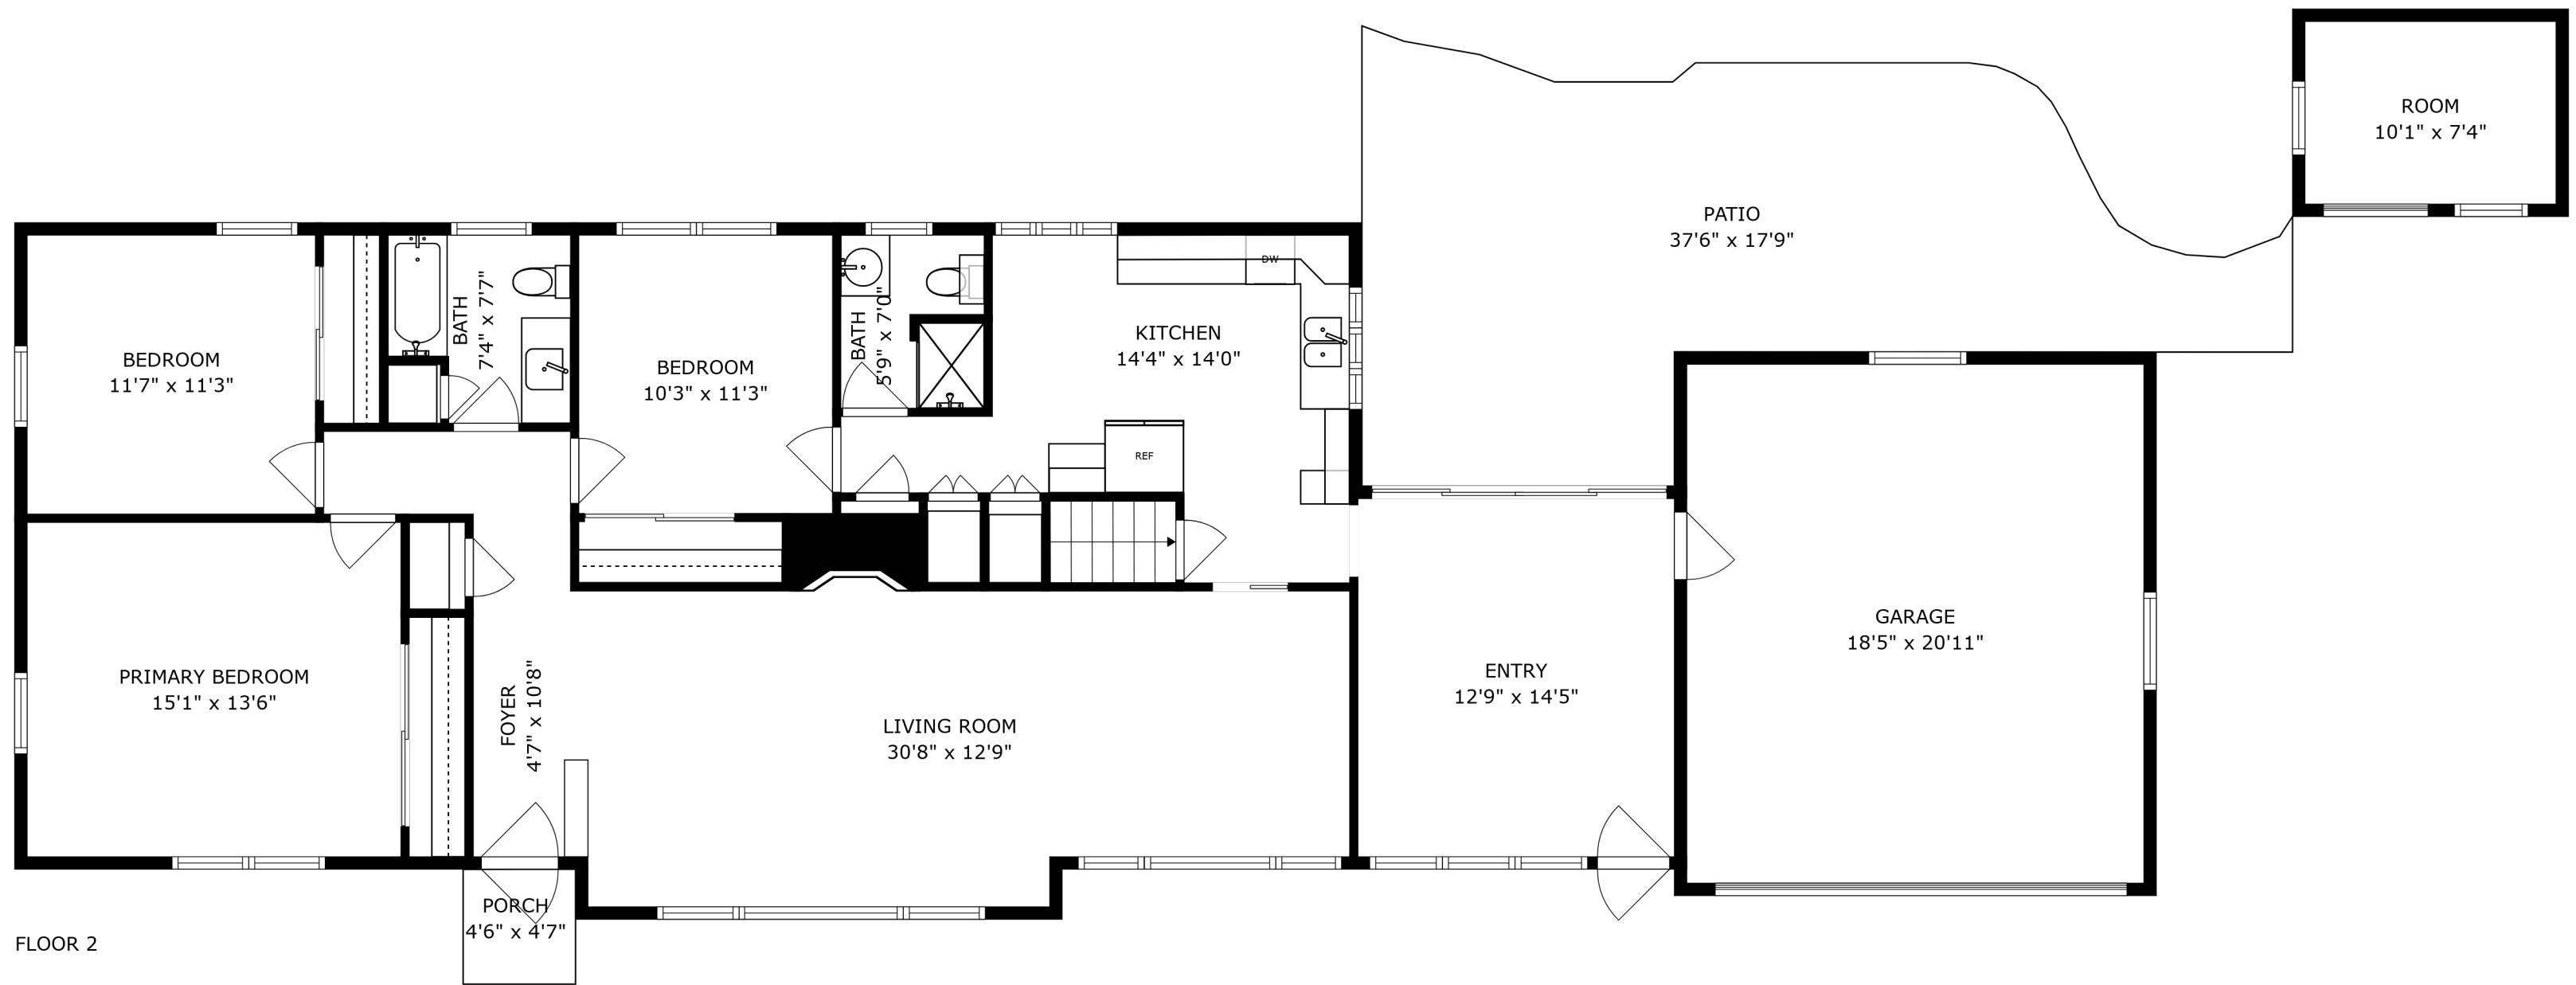 ROOM
10'1" x 7'4"
PATIO
37'6" x 17'9"
DW
BATH
7'4" x 7'7"
BATH
5'9" x 7'0"
KITCHEN
14'4" x 14'0"
BEDROOM
11'7" x 11'3"
BEDROOM
10'3" x 11'3"
REF
GARAGE
18'5" x 20'11"
PRIMARY BEDROOM
15'1" x 13'6"
ENTRY
12'9" x 14'5"
FOYER
4'7" x 10'8"
LIVING ROOM
30'8" x 12'9"
PORCH
4'6" x 4'7"
FLOOR 2